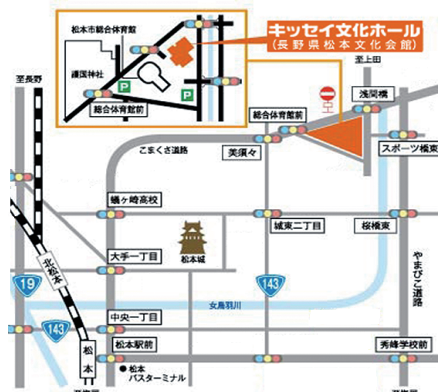 キッセイ文化ホール
(長野県松本文化会館)
松本市総合体育館
護国神社
P
P
総合体育館前
至長野
至上田
浅間橋
総合体育館前
こまくさ道路
美須々
スポーツ橋東
蟻ヶ崎高校
松本城
城東二丁目
桜橋東
大手一丁目
北松本
19
143
女鳥羽川
やまびこ道路
143
中央一丁目
松本
松本駅前
松本
バスターミナル
秀峰学校前